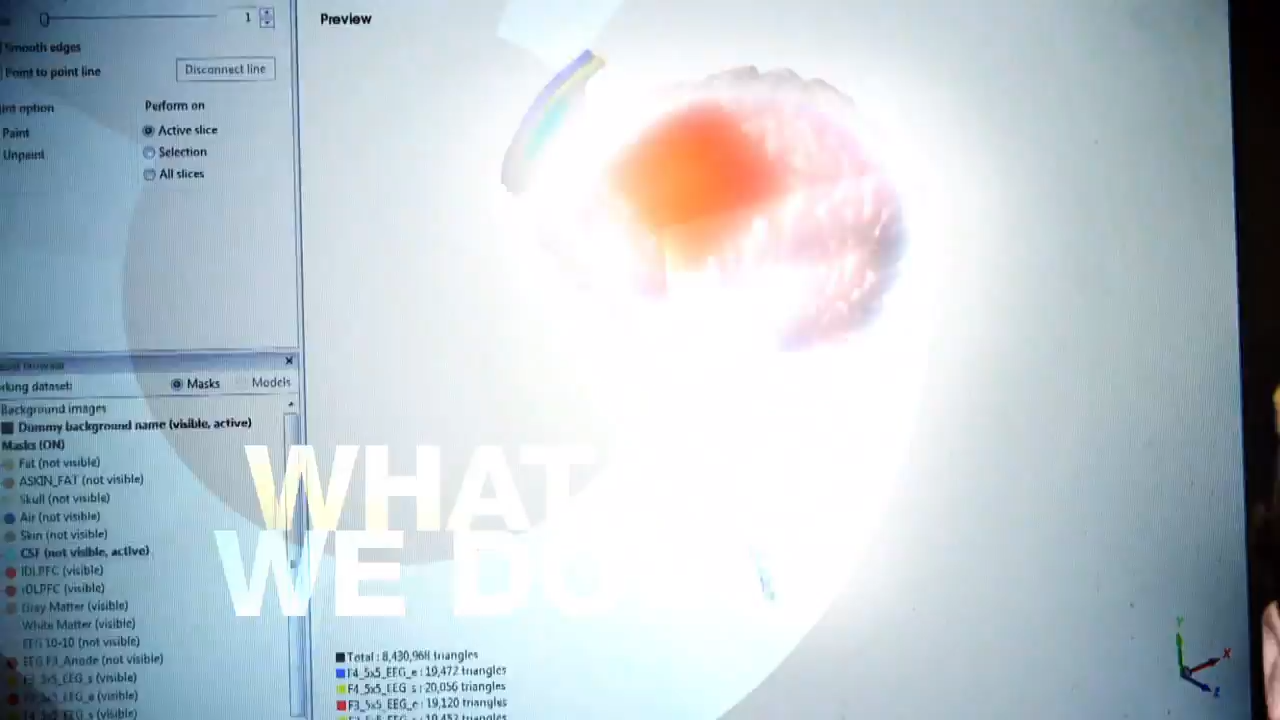 1
Preview
Smooth edges
Point to point line
Disconnect line
Perform on
Paint
Active slice
Unpaint
Selection
All slices
Masks
Models
Background images
Dummy background name (visible, active)
Masks (ON)
Fat (not visible)
ASKIN_FAT (not visible)
Skull (not visible)
Air (not visible)
Skin (not visible)
CSF (not visible, active)
lDLPFC (visible)
rDLPFC (visible)
Gray Matter (visible)
White Matter (visible)
EEG 10-10 (not visible)
EEG F3_Anode (not visible)
WHAT
WE DO
Total : 8,430,968 triangles
F4_5x5_EEG_e : 19,472 triangles
F4_5x5_EEG_s : 20,056 triangles
F3_5x5_EEG_e : 19,120 triangles
Y
X
Z